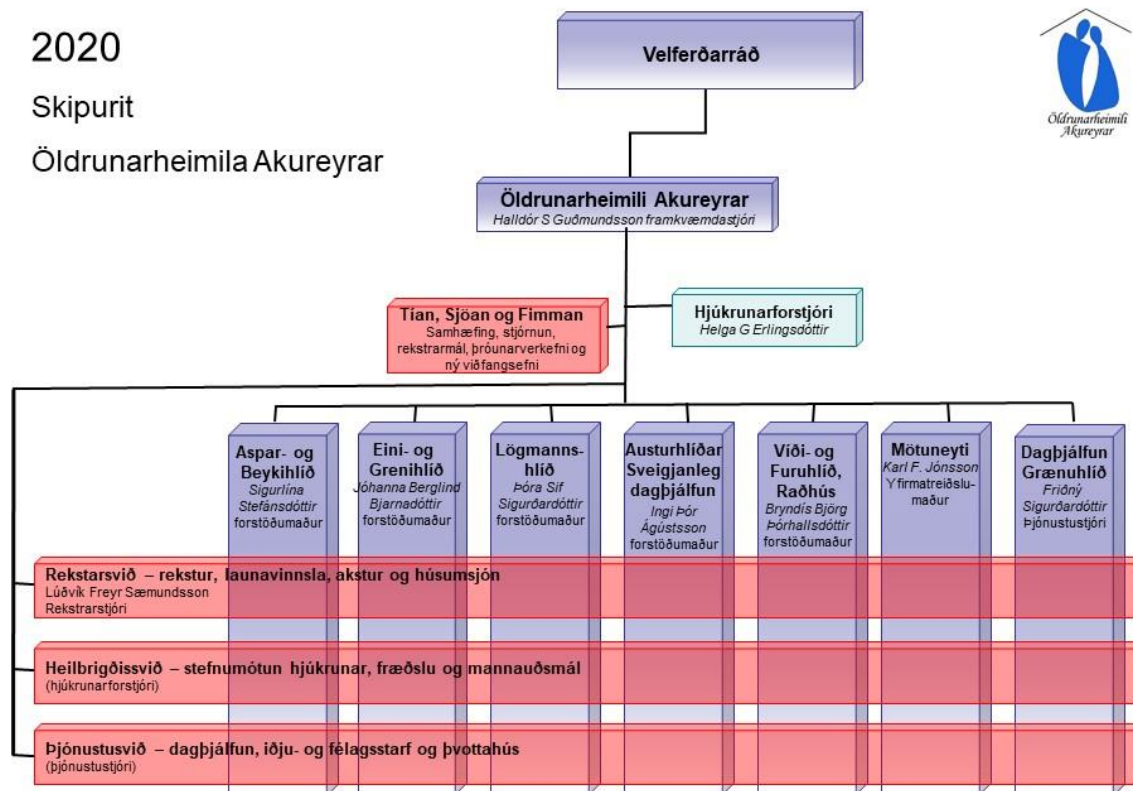 2020
Skipurit
Öldrunarheimila Akureyrar
Velferðarráð
Öldrunarheimili
Akureyrar
Öldrunarheimili Akureyrar
Halldór S Guðmundsson framkvæmdastjóri
Tían, Sjöan og Fimman
Samhæfing, stjórnun,
rekstrarmál, þróunarverkefni og
ný viðfangsefni
Hjúkrunarforstjóri
Helga G Erlingsdóttir
Aspar- og
Beykihlíð
Sigurlína
Stefánsdóttir
forstöðumaður
Eini- og
Grenihlíð
Jóhanna Berglind
Bjarnadóttir
forstöðumaður
Lögmanns-
hlíð
Þóra Sif
Sigurðardóttir
forstöðumaður
Austurhlíðar
Sveigjanleg
dagþjálfun
Ingi Þór
Ágústsson
forstöðumaður
Víði- og
Furuhlíð,
Raðhús
Bryndís Björg
Þórhallsdóttir
forstöðumaður
Mötuneyti
Karl F. Jónsson
Yfirmatreiðslu-
maður
Dagþjálfun
Grænuhlíð
Friðný
Sigurðardóttir
Þjónustustjóri
Rekstarsvið – rekstur, launavinnsla, akstur og húsumsjón
Lúðvík Freyr Sæmundsson
Rekstrarstjóri
Heilbrigðissvið – stefnumótun hjúkrunar, fræðslu og mannauðsmál
(hjúkrunarforstjóri)
Þjónustusvið – dagþjálfun, iðju- og félagsstarf og þvottahús
(þjónustustjóri)